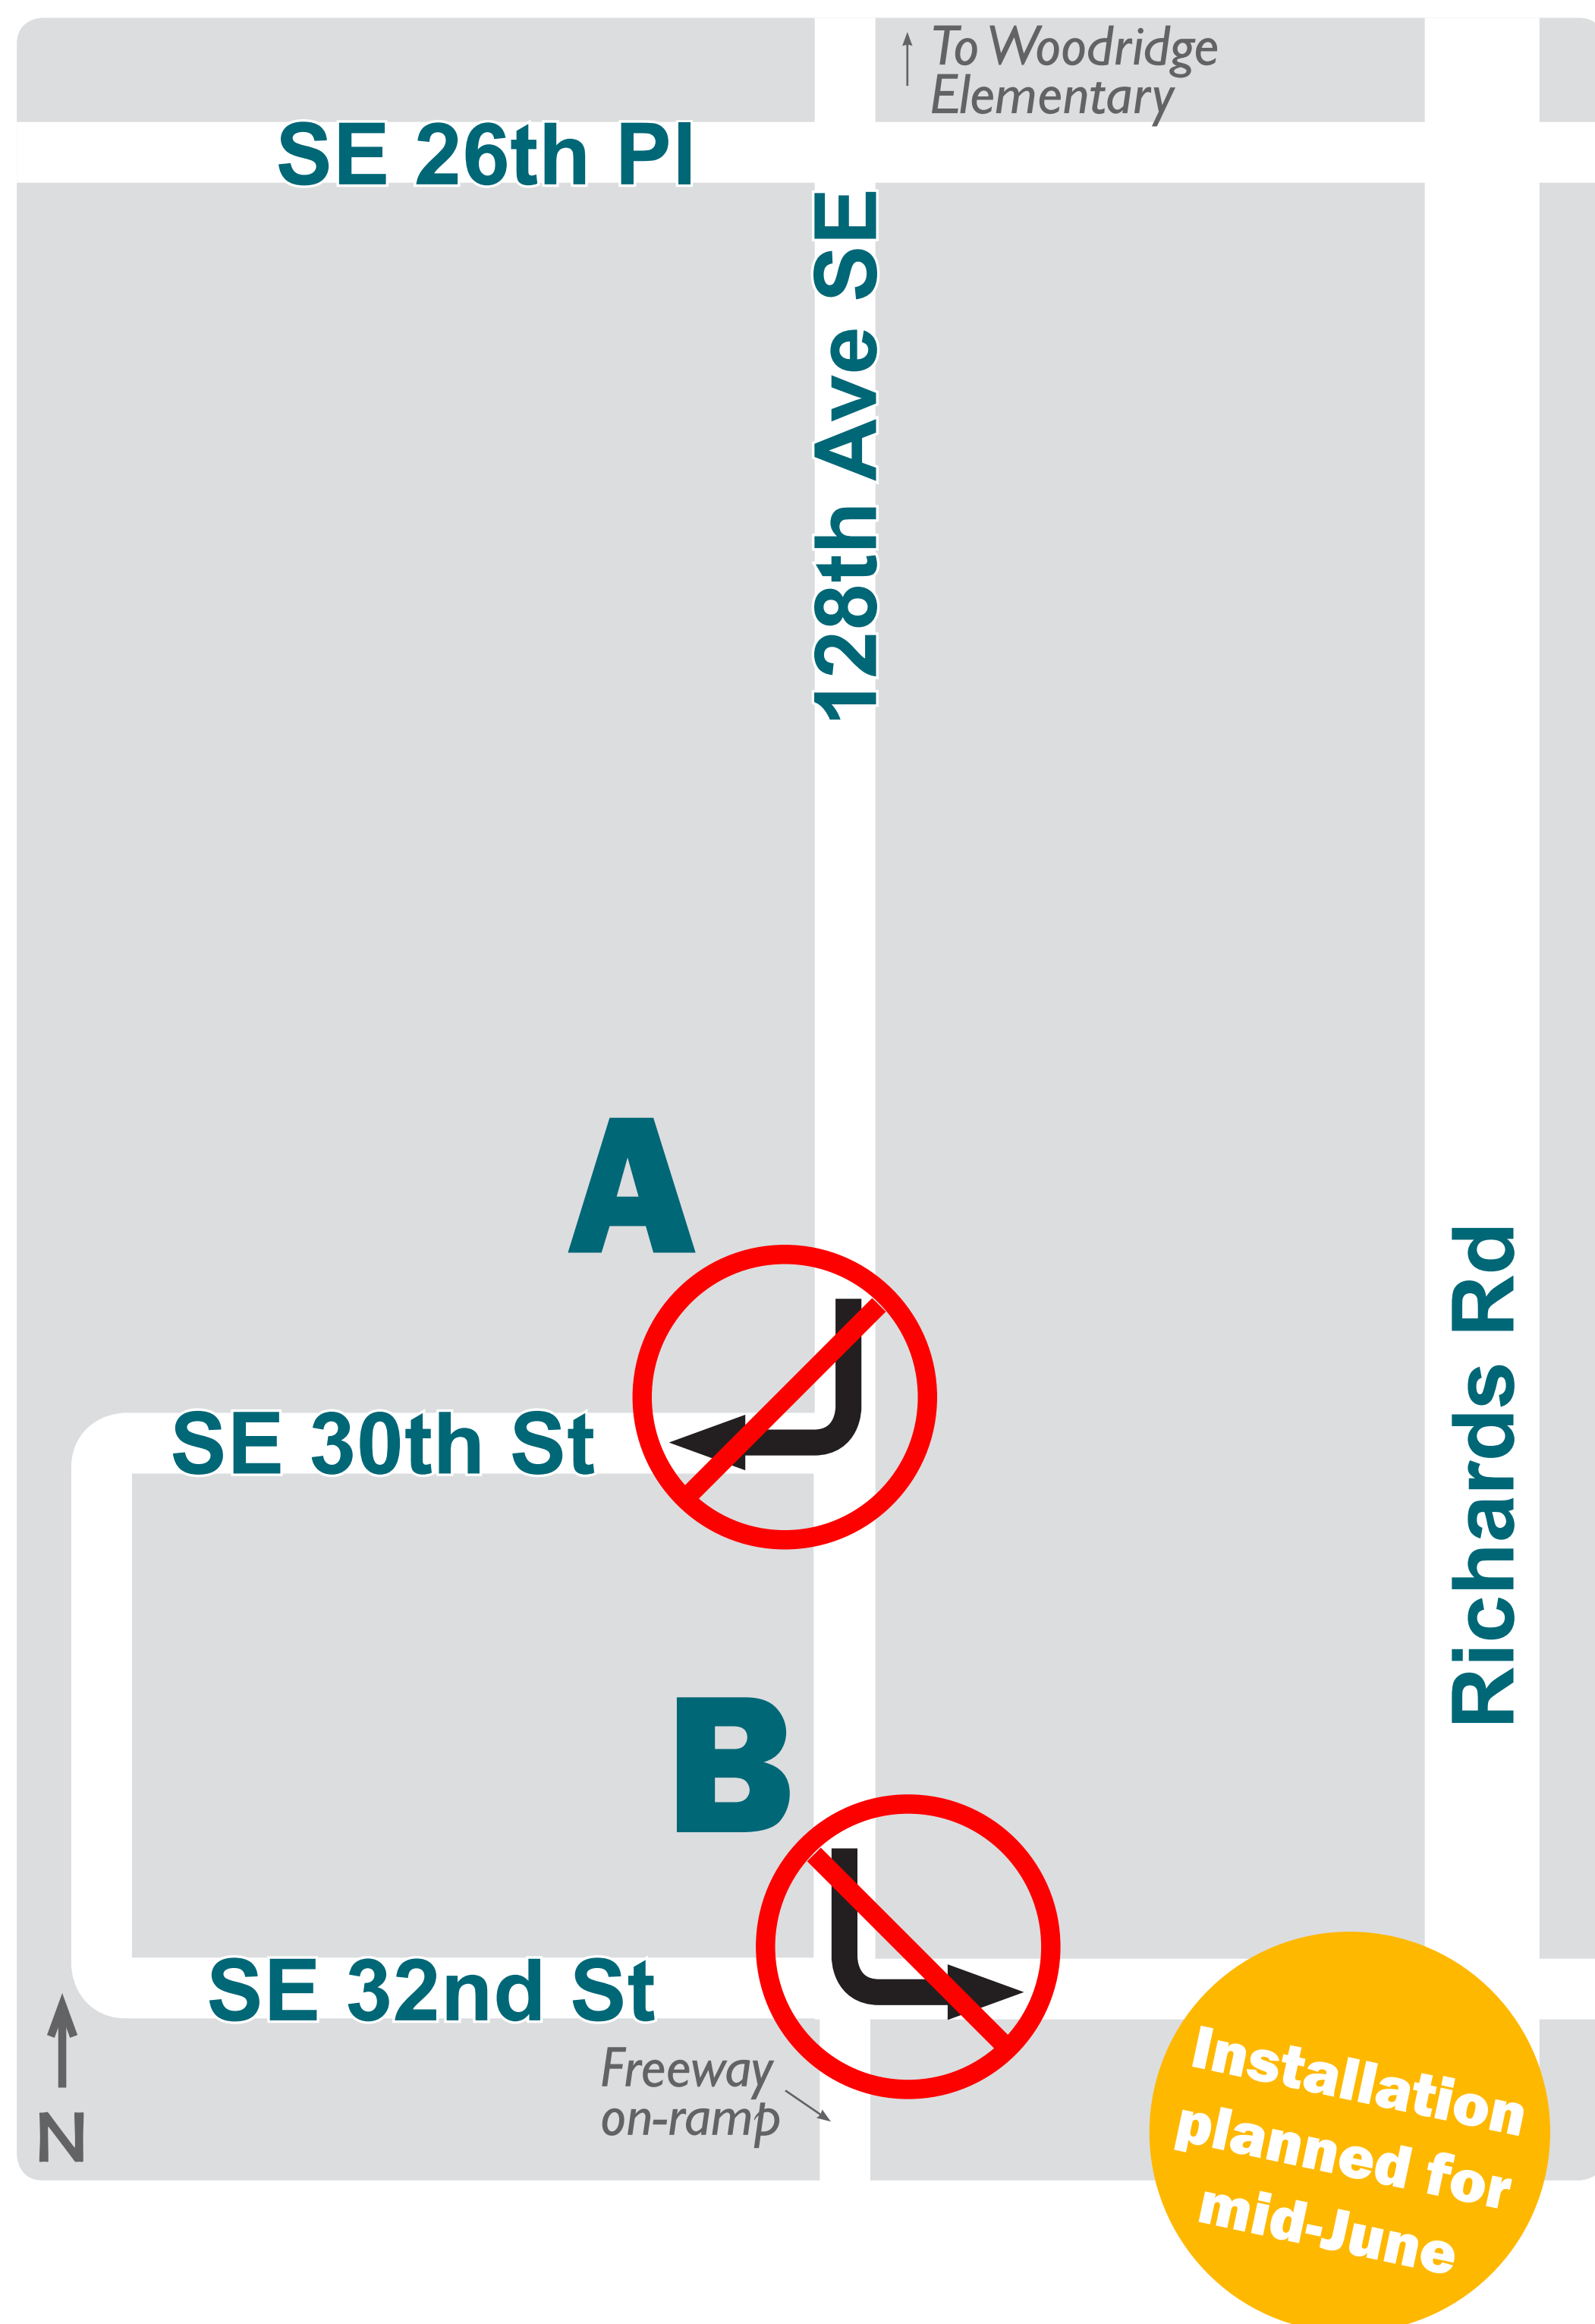 To Woodridge
Elementary
SE 26th Pl
128th Ave SE
A
SE 30th St
Richards Rd
B
SE 32nd St
Freeway
on-ramp
N
Installation
planned for
mid-June